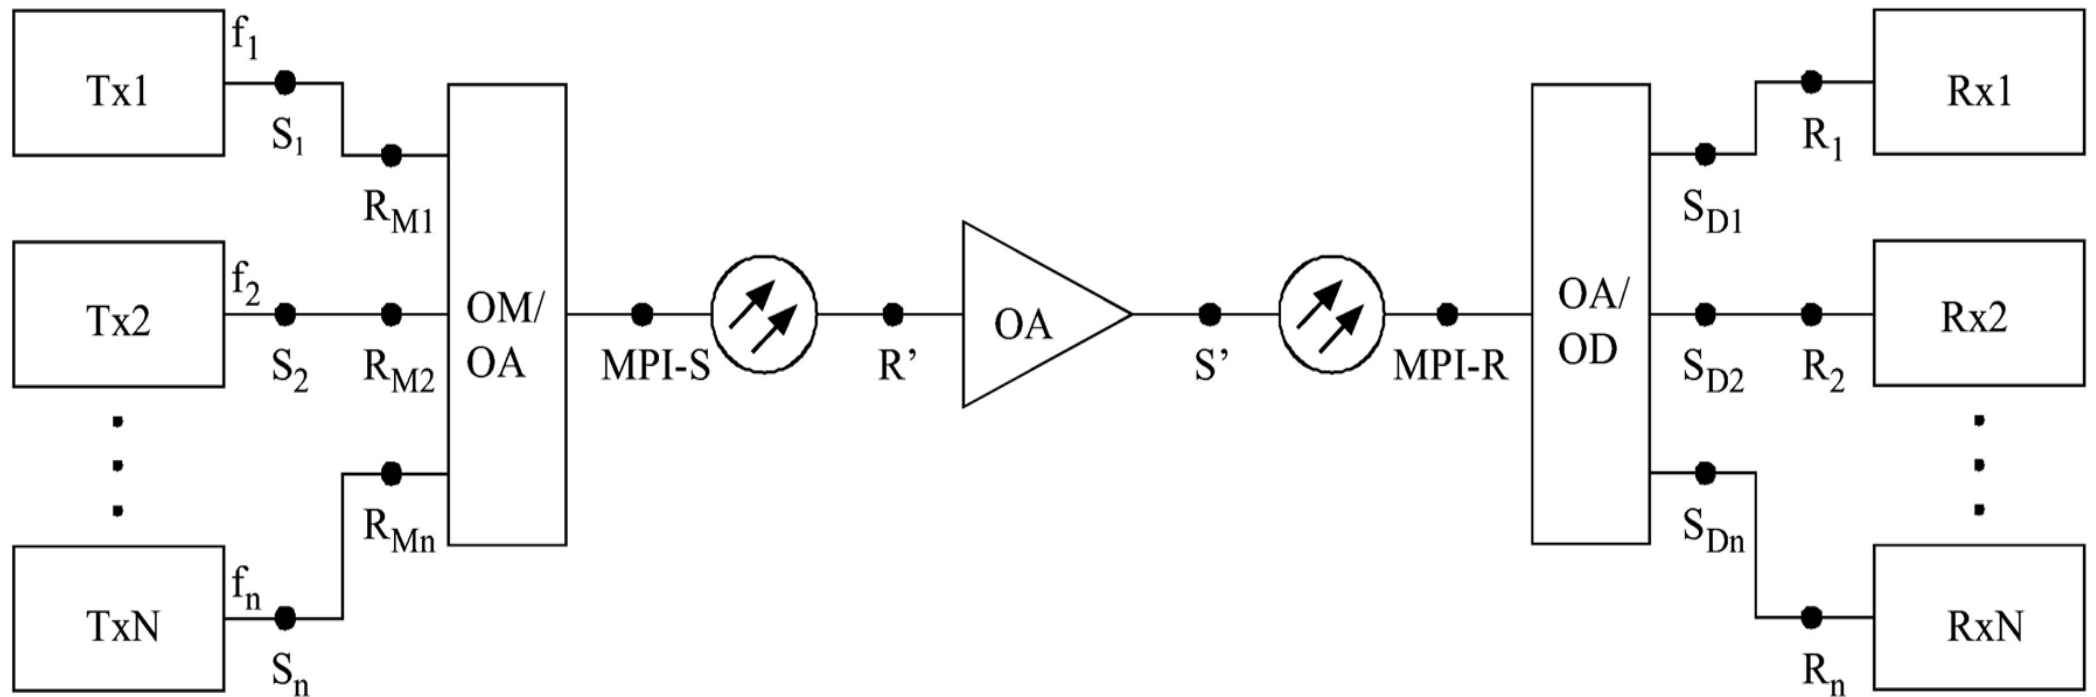 f1
Tx1
S1
RM1
f2
Tx2
S2
RM2
fn
TxN
Sn
RMn
OM/
OA
MPI-S
R’
OA
S’
MPI-R
OA/
OD
SD1
R1
Rx1
SD2
R2
Rx2
SDn
Rn
RxN